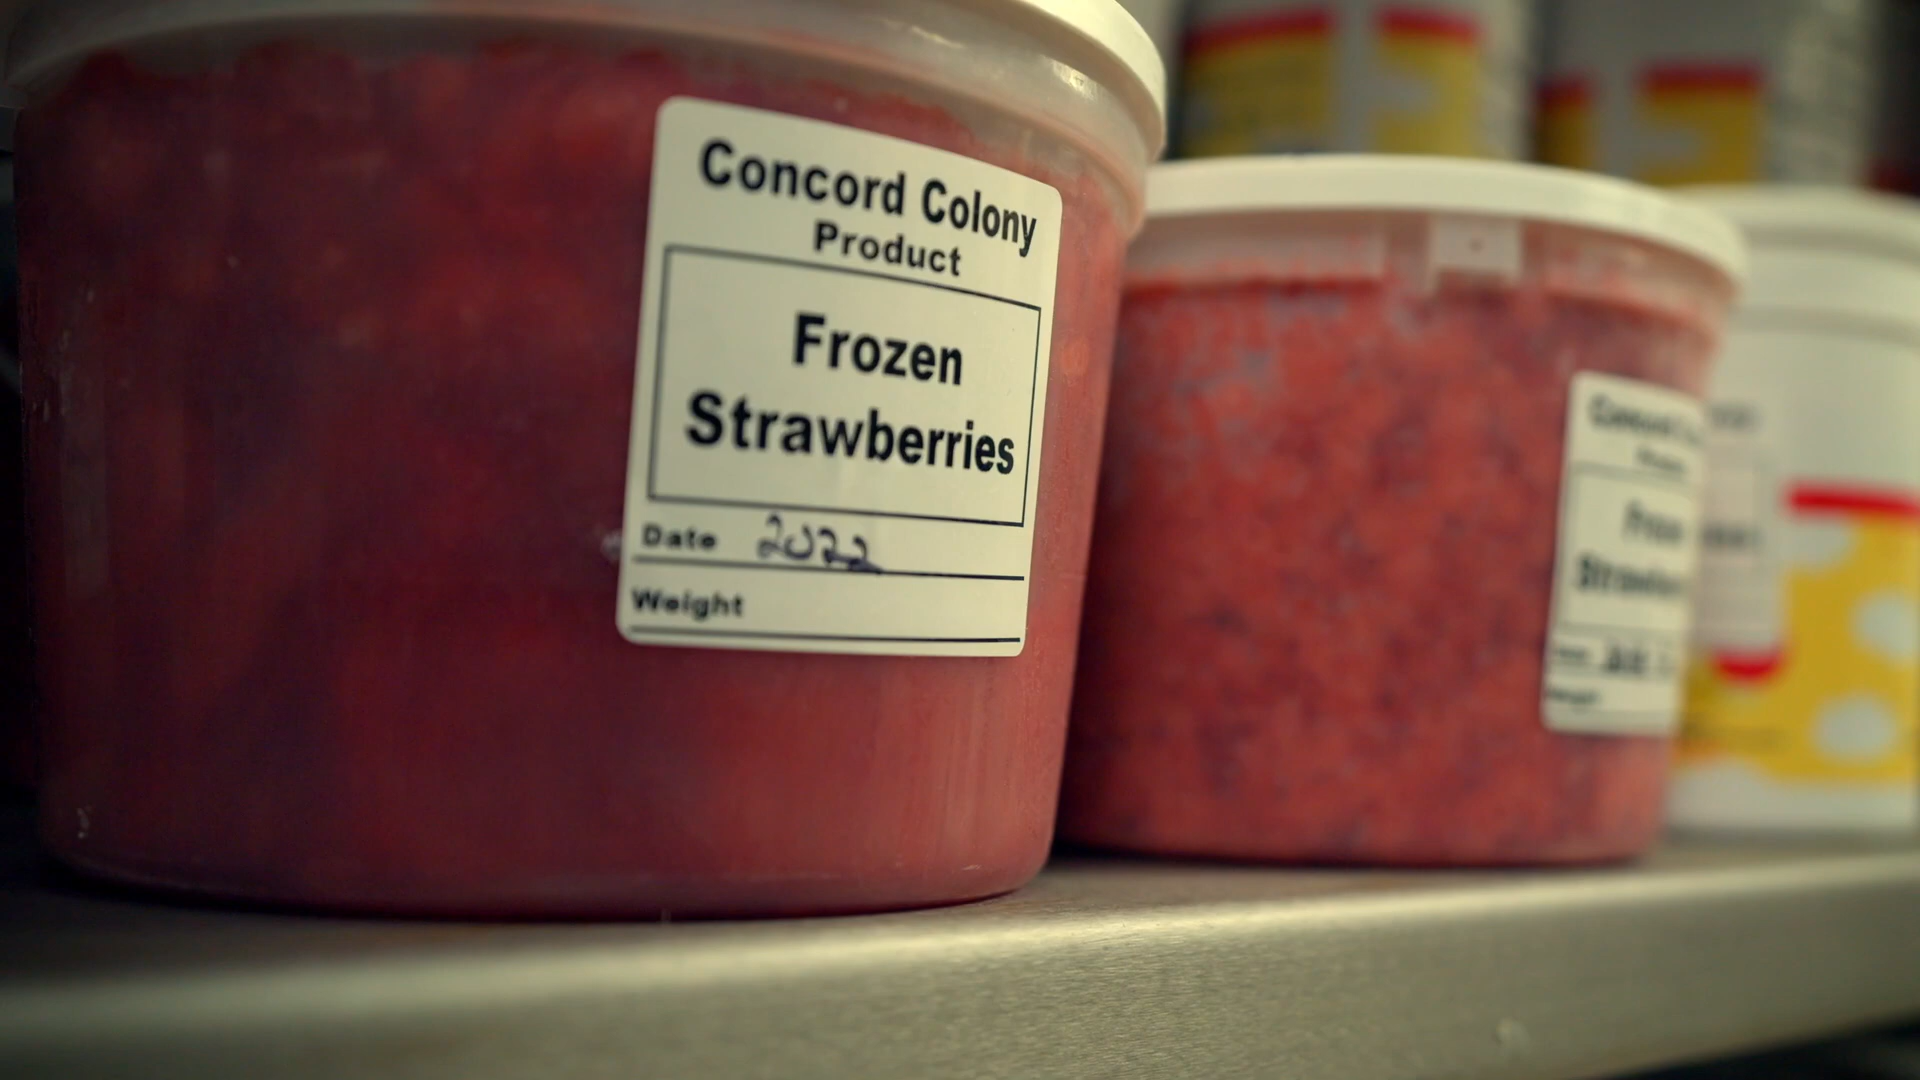 Concord Colony
Product
Frozen
Strawberries
Date 2022
Weight